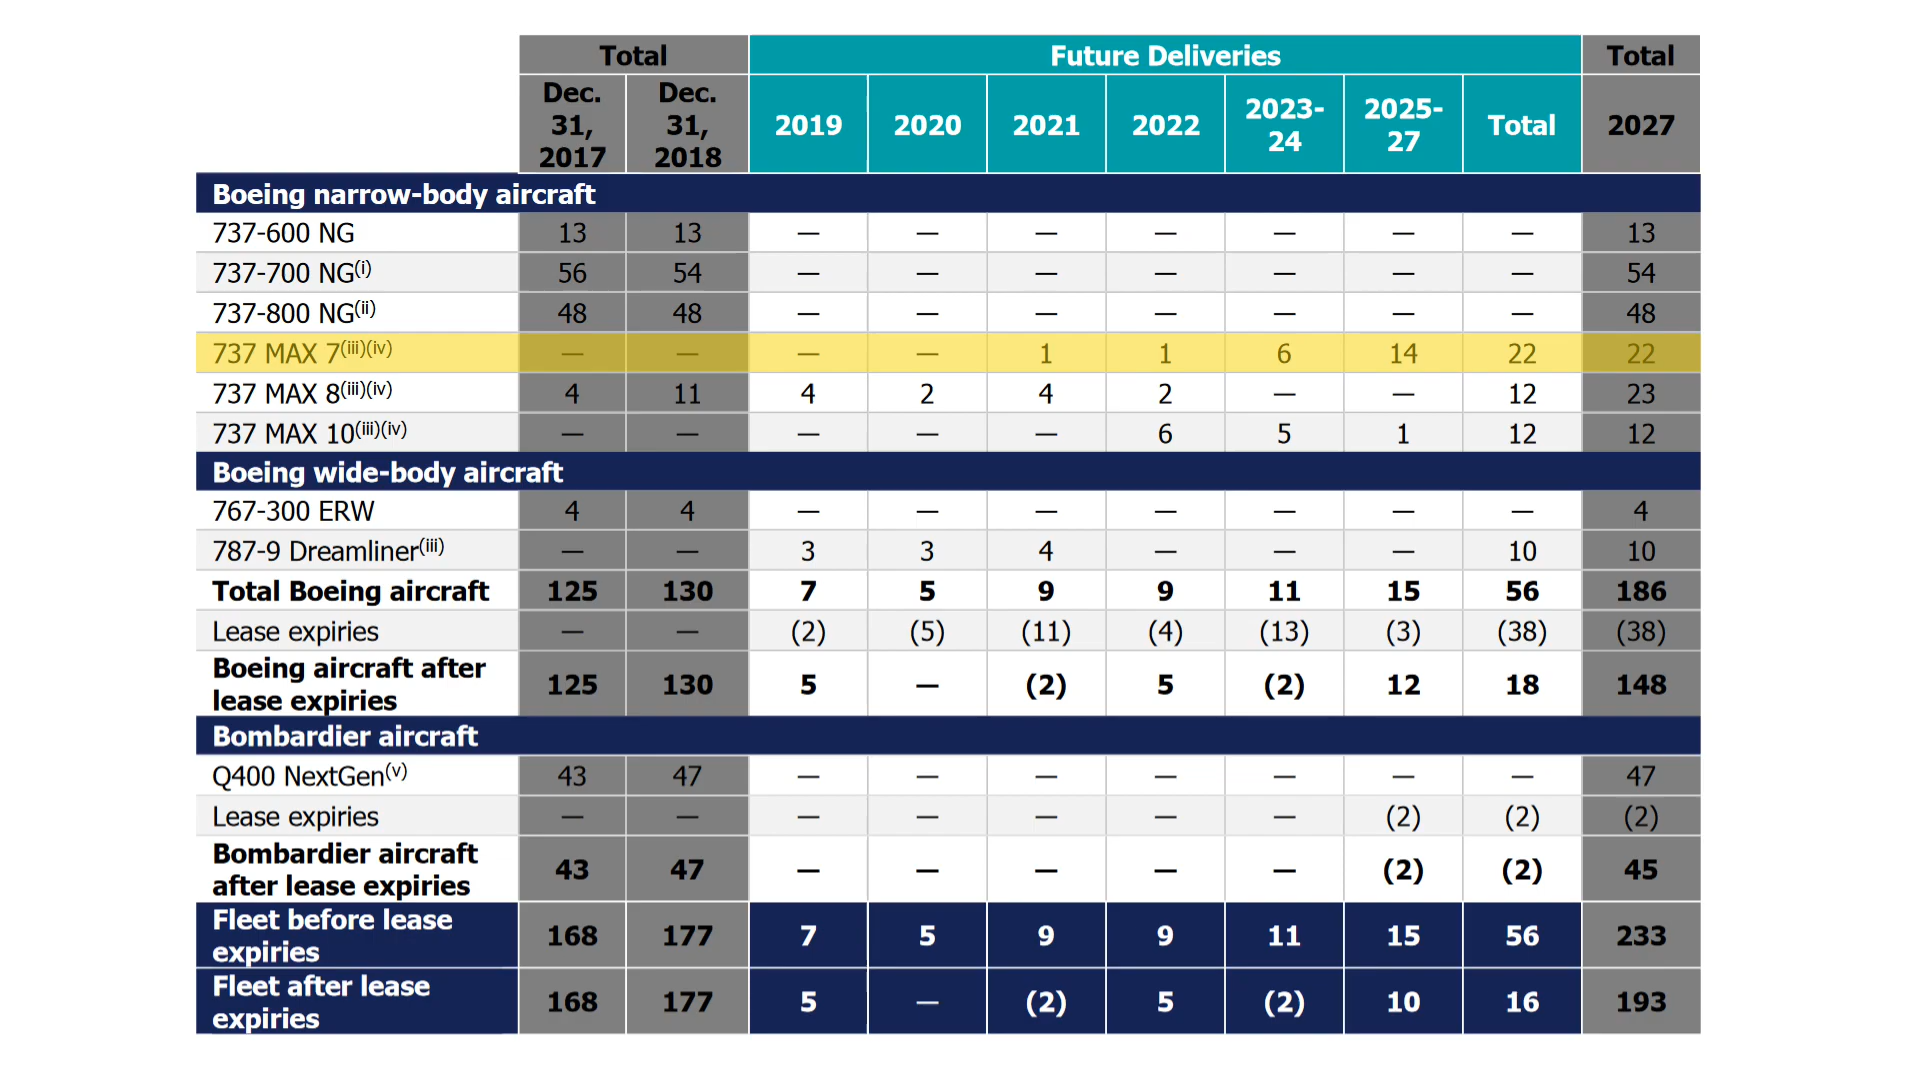 Total Future Deliveries Total
Dec. 31, 2017 Dec. 31, 2018 2019 2020 2021 2022 2023-24 2025-27 Total 2027
Boeing narrow-body aircraft
737-600 NG 13 13 — — — — — — — 13
737-700 NG(i) 56 54 — — — — — — — 54
737-800 NG(ii) 48 48 — — — — — — — 48
737 MAX 7(iii)(iv) — — — — 1 1 6 14 22 22
737 MAX 8(iii)(iv) 4 11 4 2 4 2 — — 12 23
737 MAX 10(iii)(iv) — — — — — 6 5 1 12 12
Boeing wide-body aircraft
767-300 ERW 4 4 — — — — — — — 4
787-9 Dreamliner(iii) — — 3 3 4 — — — 10 10
Total Boeing aircraft 125 130 7 5 9 9 11 15 56 186
Lease expiries — — (2) (5) (11) (4) (13) (3) (38) (38)
Boeing aircraft after lease expiries 125 130 5 — (2) 5 (2) 12 18 148
Bombardier aircraft
Q400 NextGen(v) 43 47 — — — — — — — 47
Lease expiries — — — — — — — (2) (2) (2)
Bombardier aircraft after lease expiries 43 47 — — — — — (2) (2) 45
Fleet before lease expiries 168 177 7 5 9 9 11 15 56 233
Fleet after lease expiries 168 177 5 — (2) 5 (2) 10 16 193